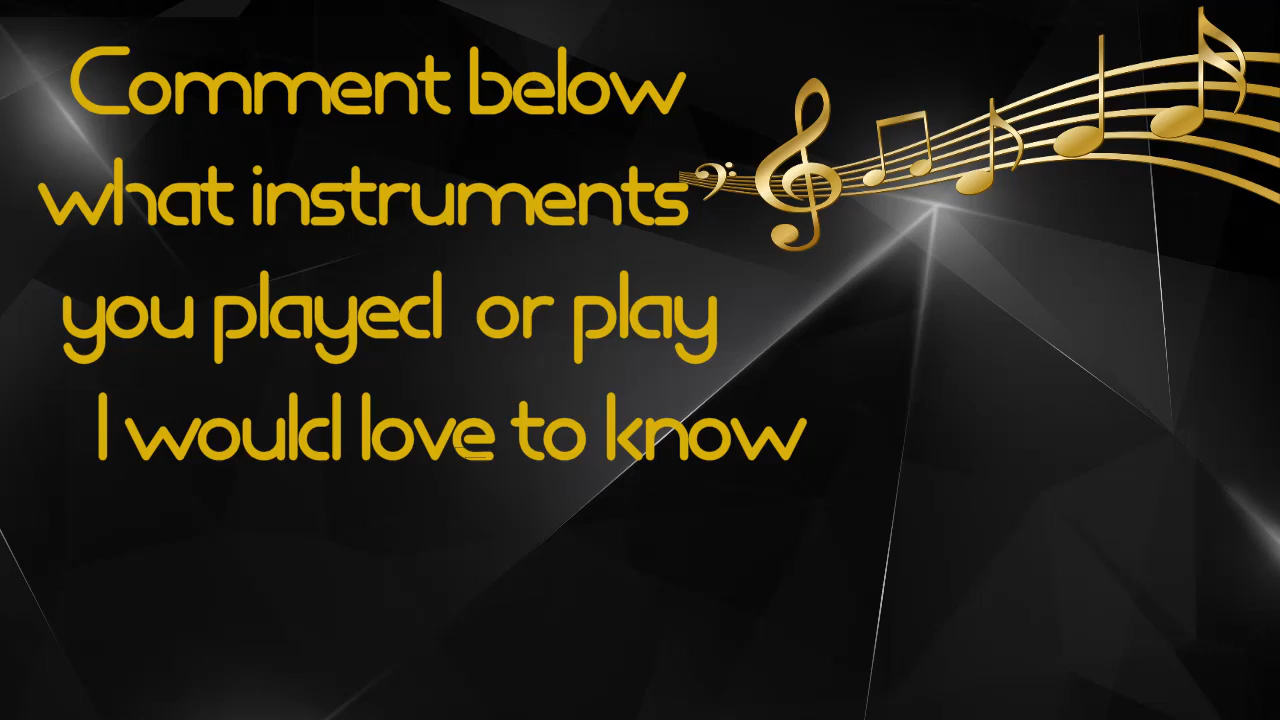 Comment below
what instruments
you played or play
I would love to know